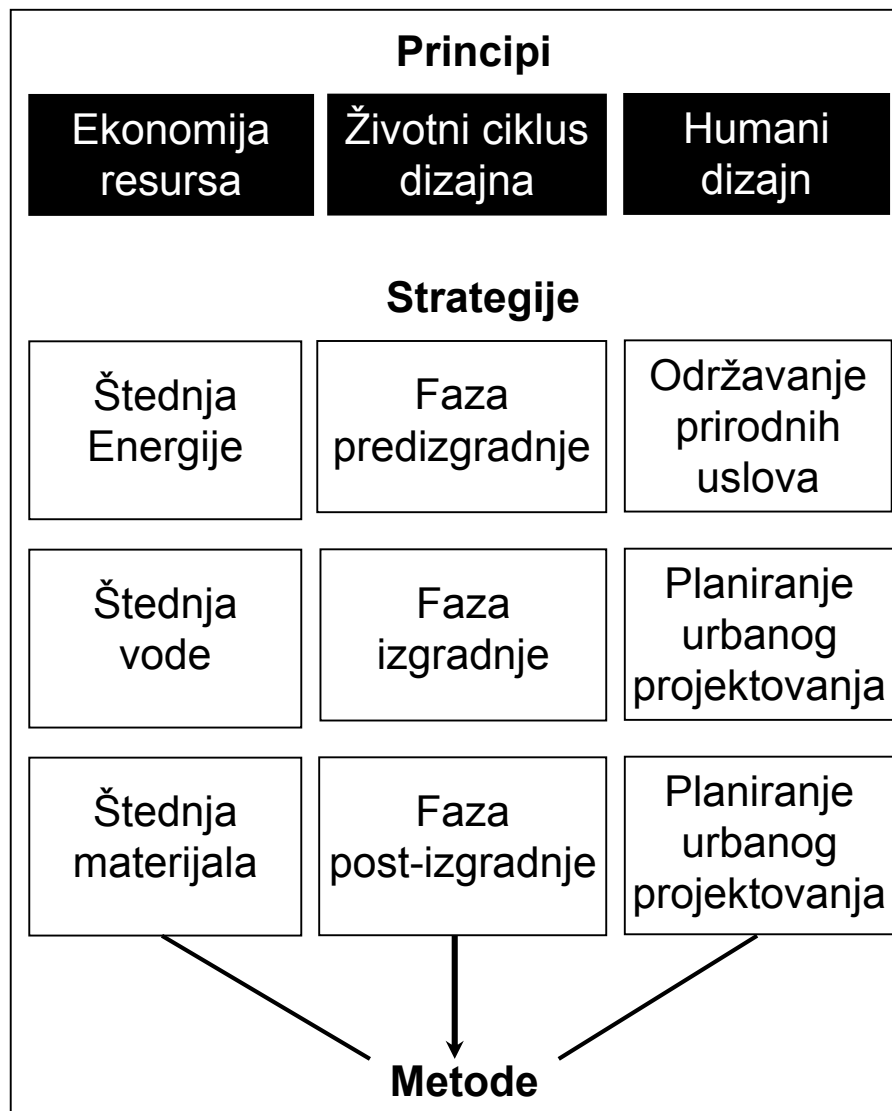 Principi
Ekonomija
resursa
Životni ciklus
dizajna
Humani
dizajn
Strategije
Štednja
Energije
Faza
predizgradnje
Održavanje
prirodnih
uslova
Štednja
vode
Faza
izgradnje
Planiranje
urbanog
projektovanja
Štednja
materijala
Faza
post-izgradnje
Planiranje
urbanog
projektovanja
Metode